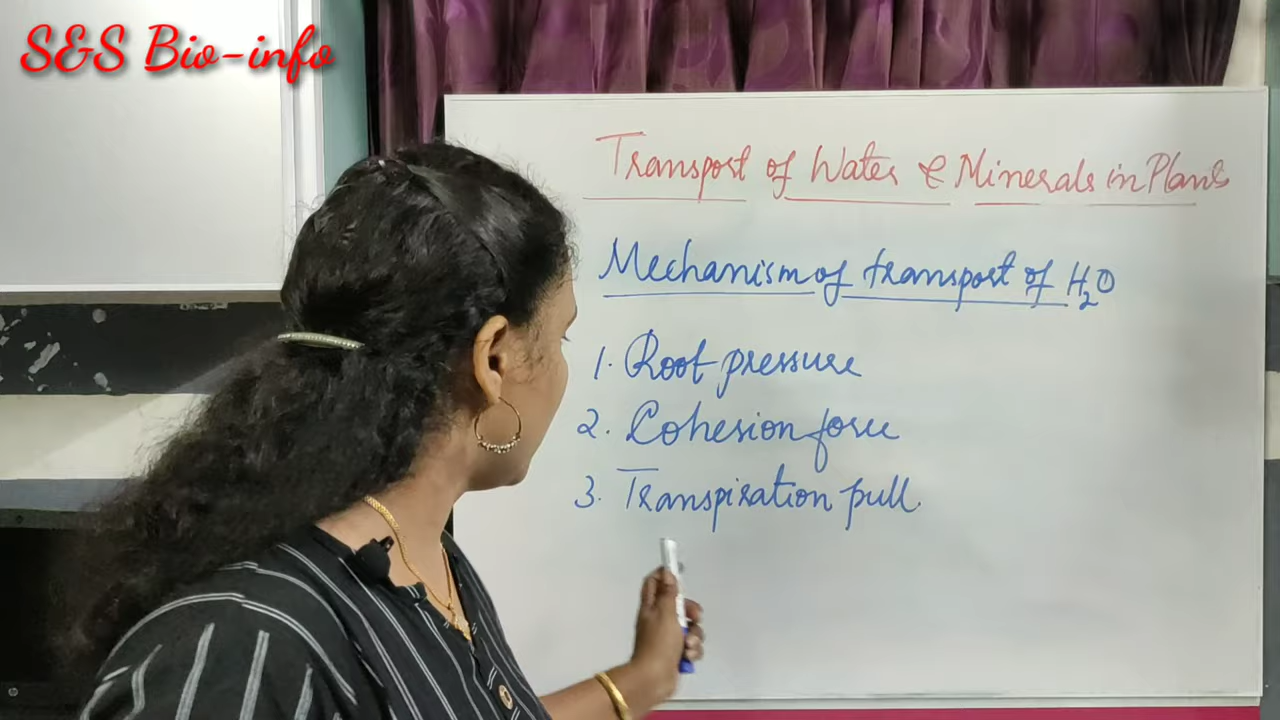 S&S Bio-info
Transport of Water & Minerals in Plants
Mechanism of transport of H₂O
1. Root pressure
2. Cohesion force
3. Transpiration pull.